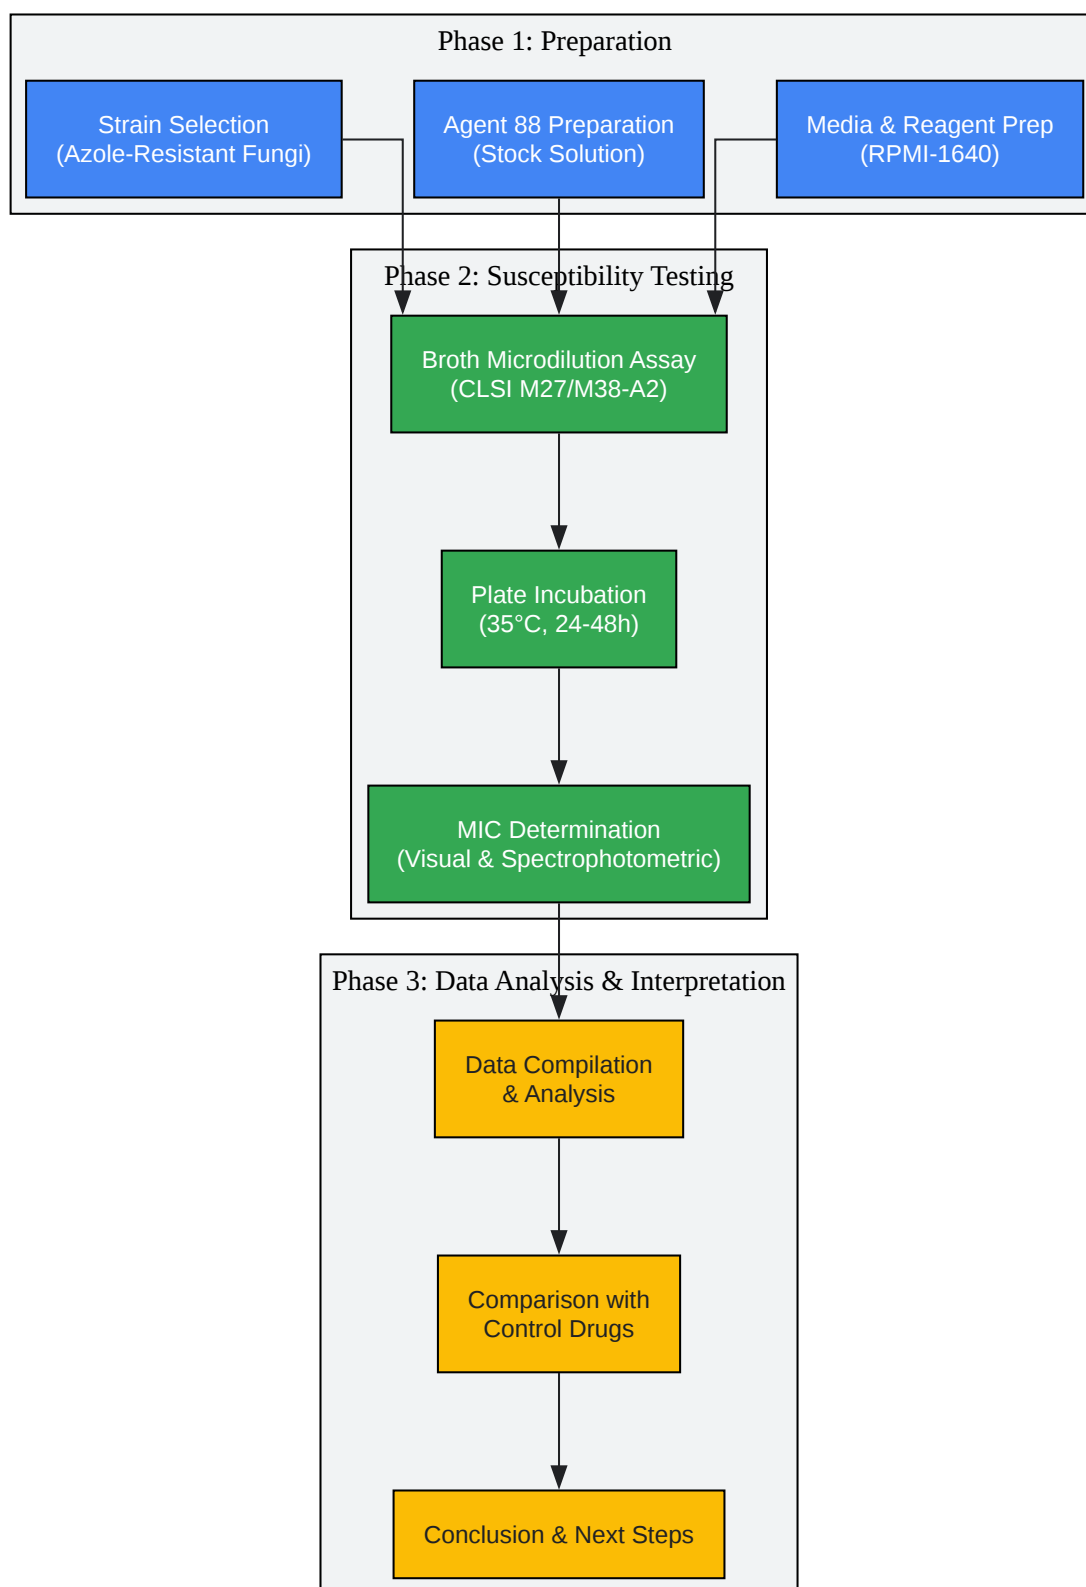 Phase 1: Preparation
Strain Selection
(Azole-Resistant Fungi)
Agent 88 Preparation
(Stock Solution)
Media & Reagent Prep
(RPMI-1640)
Phase 2: Susceptibility Testing
Broth Microdilution Assay
(CLSI M27/M38-A2)
Plate Incubation
(35°C, 24-48h)
MIC Determination
(Visual & Spectrophotometric)
Phase 3: Data Analysis & Interpretation
Data Compilation
& Analysis
Comparison with
Control Drugs
Conclusion & Next Steps